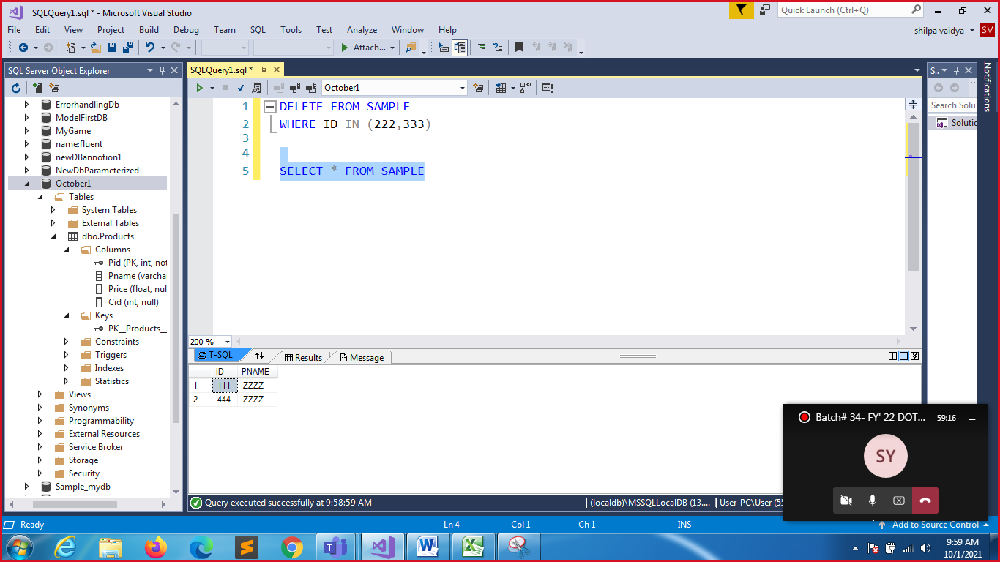 SQLQuery1.sql * - Microsoft Visual Studio
Quick Launch (Ctrl+Q)
File Edit View Project Build Debug Team SQL Tools Test Analyze Window Help
shilpa vaidya SV
Attach...
SQL Server Object Explorer
SQLQuery1.sql *
S..
Notifications
October1
Search Solu
Solutic
ErrorhandlingDb
ModelFirstDB
MyGame
name:fluent
newDBannotion1
NewDbParameterized
October1
Tables
System Tables
External Tables
dbo.Products
Columns
Pid (PK, int, not
Pname (varcha
Price (float, nul
Cid (int, null)
Keys
PK__Products__
Constraints
Triggers
Indexes
Statistics
Views
Synonyms
Programmability
External Resources
Service Broker
Storage
Security
Sample_mydb
1 DELETE FROM SAMPLE
2 WHERE ID IN (222,333)
3
4
5 SELECT * FROM SAMPLE
200 %
T-SQL Results Message
ID PNAME
1 111 ZZZZ
2 444 ZZZZ
Batch# 34- FY' 22 DOT... 59:16
SY
Query executed successfully at 9:58:59 AM
(localdb)\MSSQLLocalDB (13.... User-PC\User (55
Ready Ln 4 Col 1 Ch 1 INS Add to Source Control
9:59 AM
10/1/2021